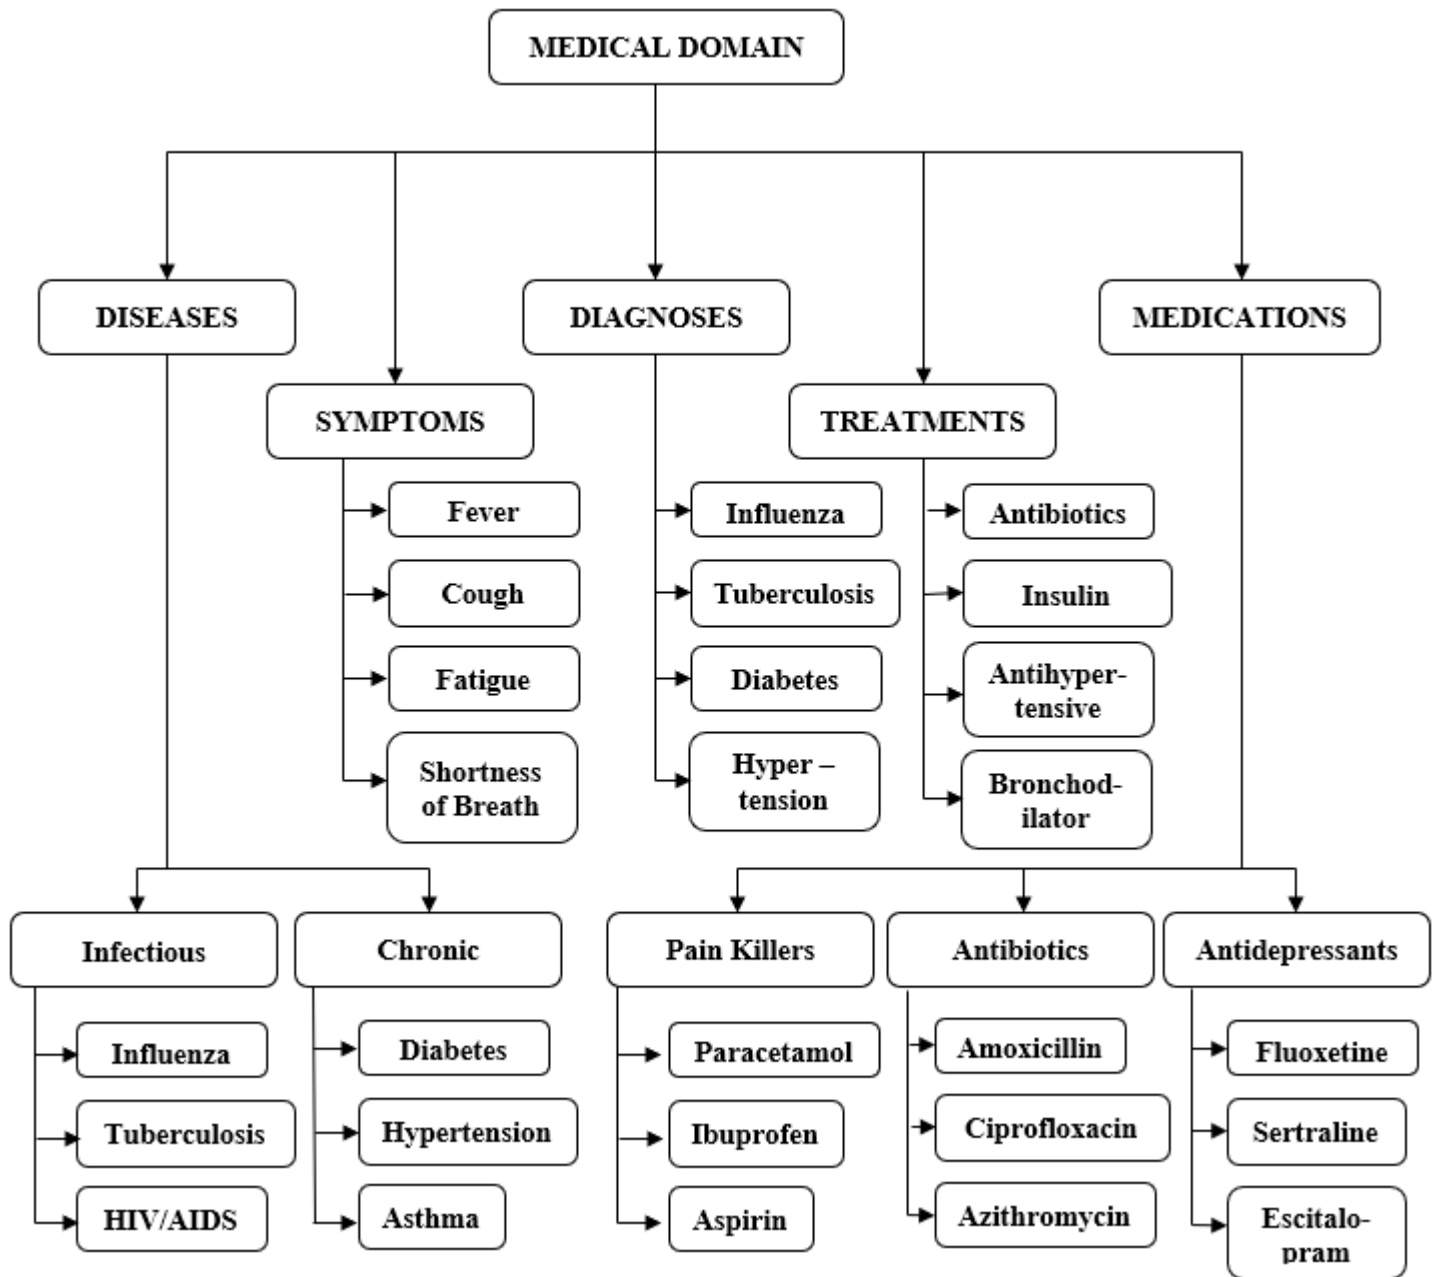 MEDICAL DOMAIN
DISEASES
DIAGNOSES
MEDICATIONS
SYMPTOMS
TREATMENTS
Fever
Cough
Fatigue
Shortness
of Breath
Influenza
Tuberculosis
Diabetes
Hyper –
tension
Antibiotics
Insulin
Antihyper-
tensive
Bronchod-
ilator
Infectious
Chronic
Pain Killers
Antibiotics
Antidepressants
Influenza
Tuberculosis
HIV/AIDS
Diabetes
Hypertension
Asthma
Paracetamol
Ibuprofen
Aspirin
Amoxicillin
Ciprofloxacin
Azithromycin
Fluoxetine
Sertraline
Escitalo-
pram